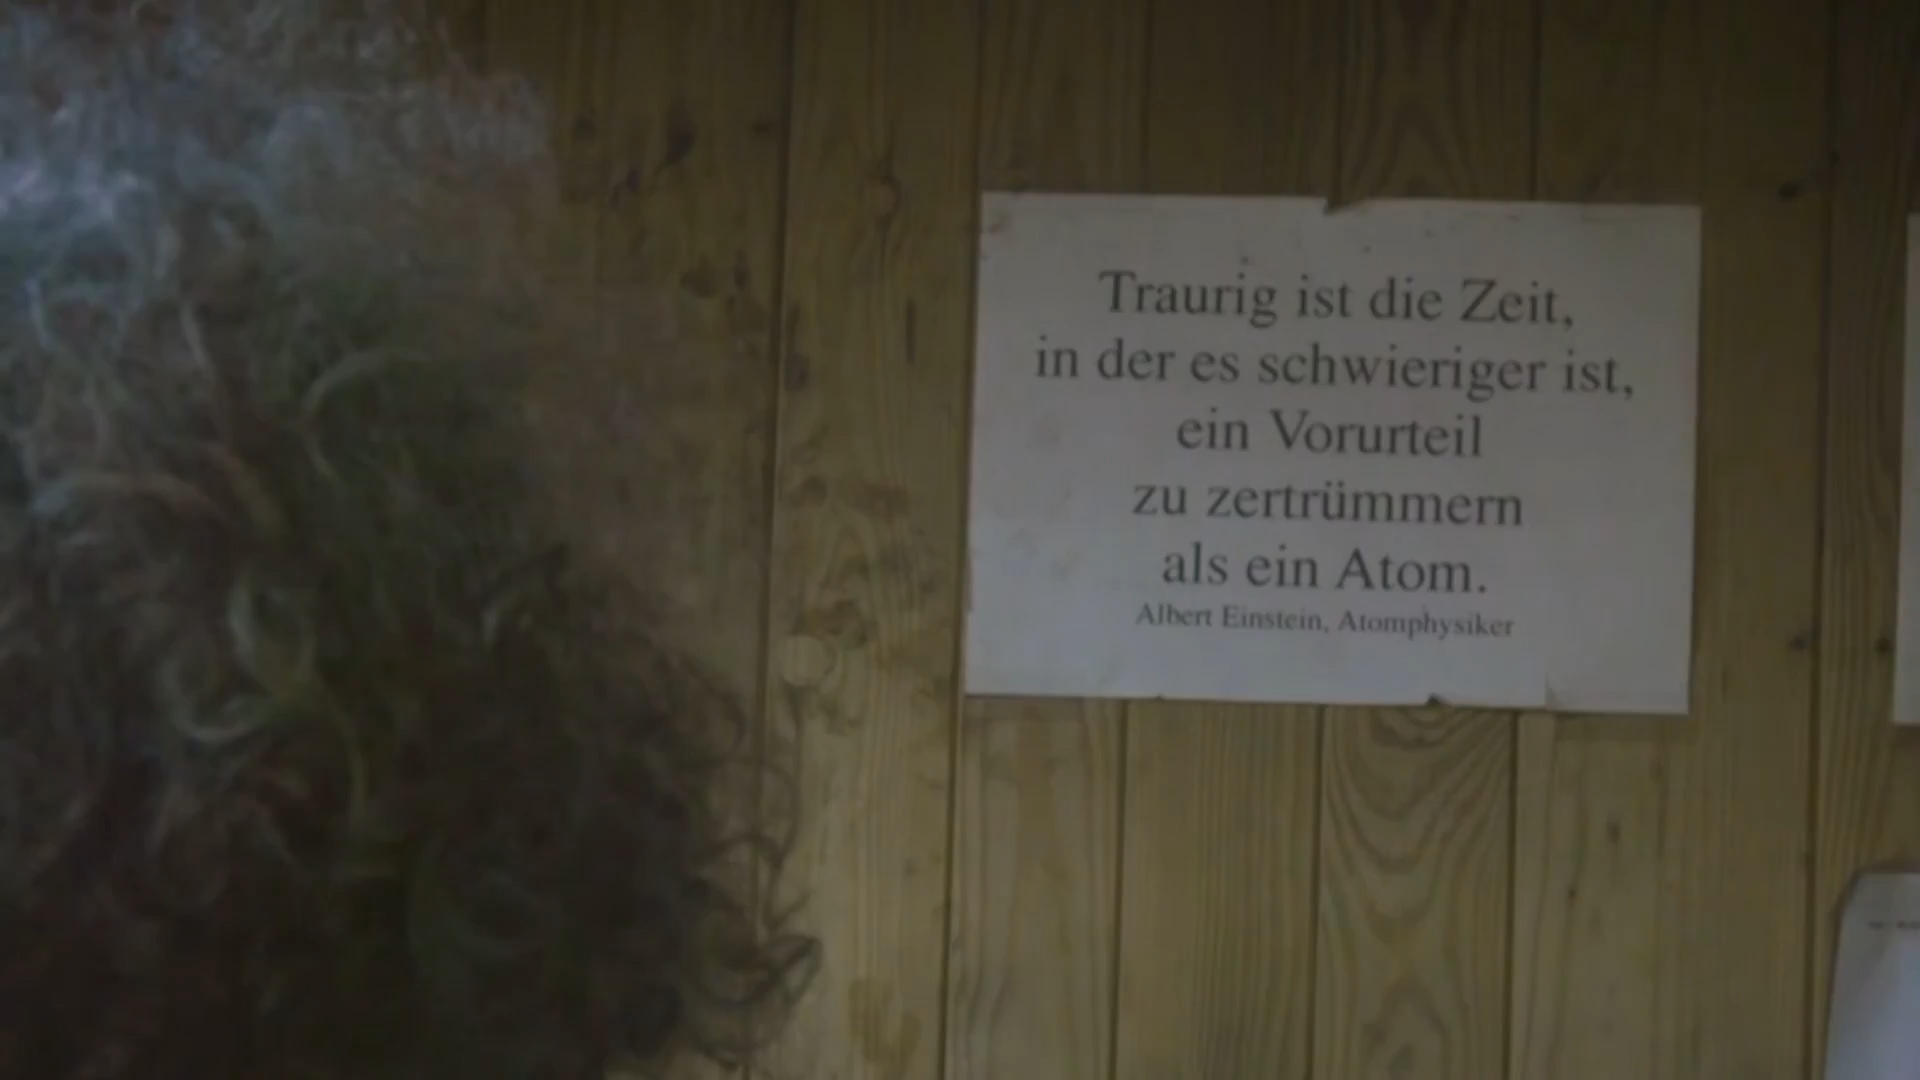 Traurig ist die Zeit,
in der es schwieriger ist,
ein Vorurteil
zu zertrümmern
als ein Atom.
Albert Einstein, Atomphysiker